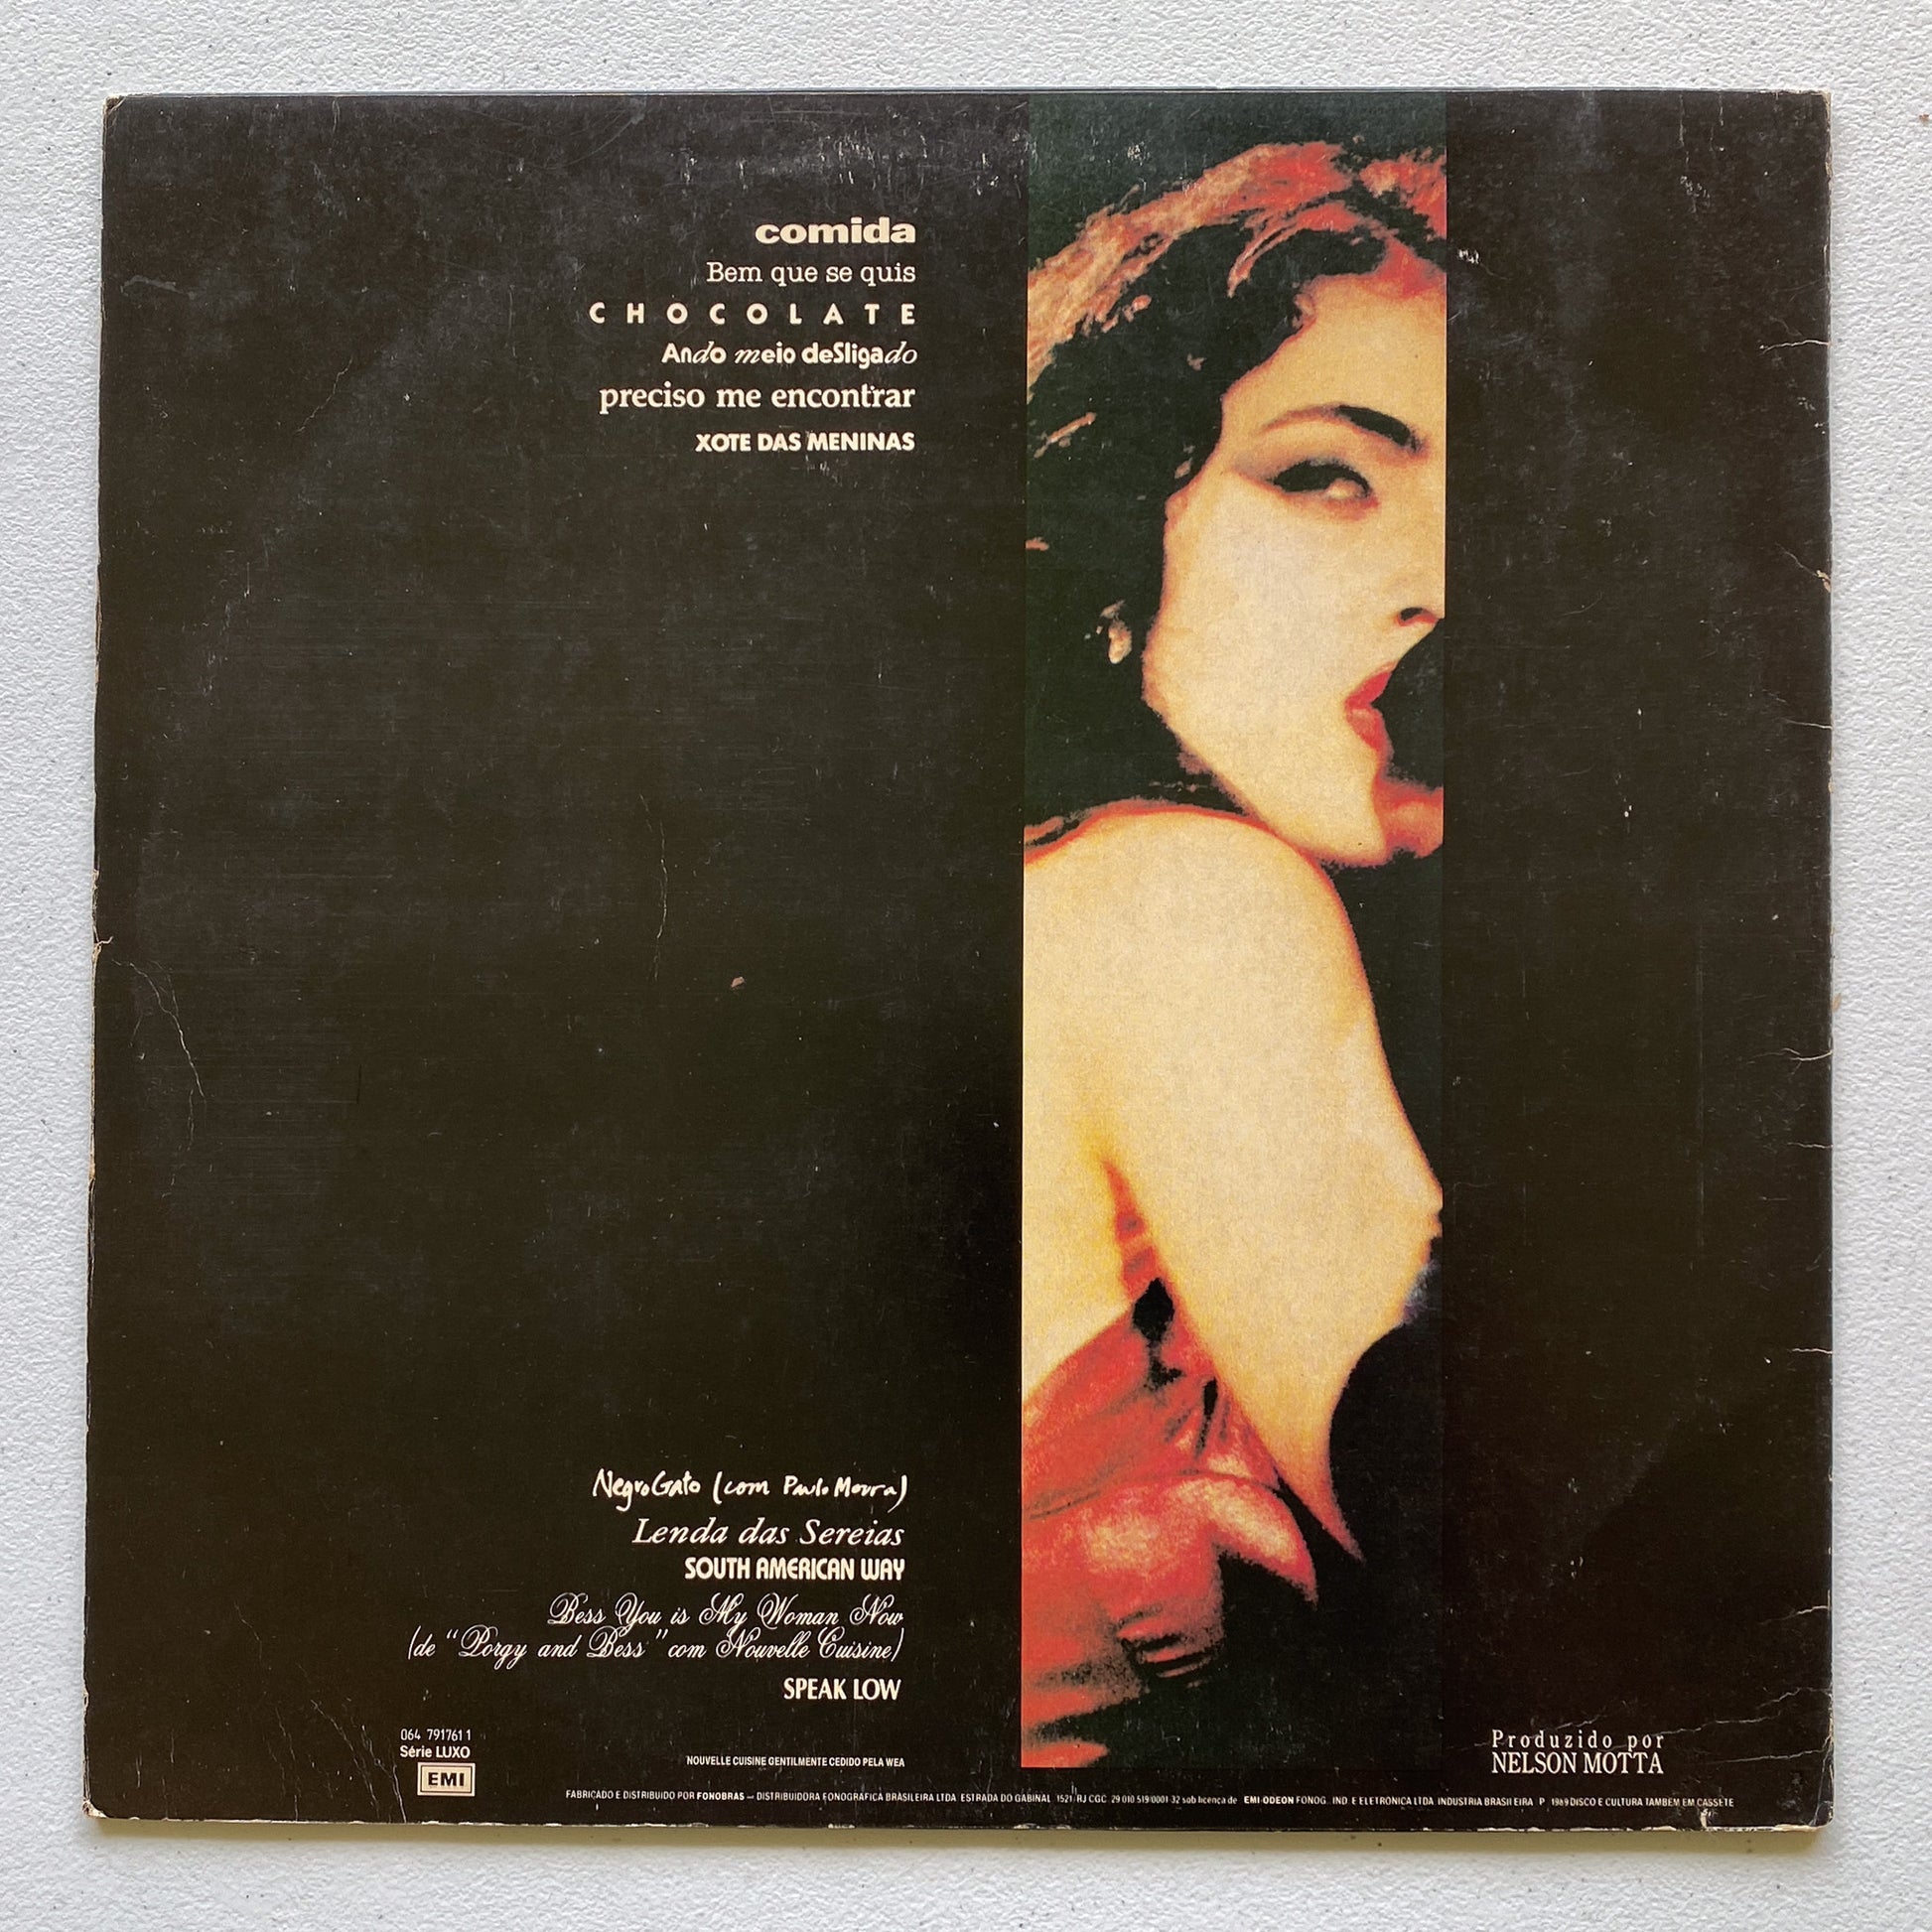 comida
Bem que se quis
CHOCOLATE
Ando meio deSligado
preciso me encontrar
XOTE DAS MENINAS
Negro Gato (com Paulo Moura)
Lenda das Sereias
SOUTH AMERICAN WAY
Bess You is My Woman Now
(de "Porgy and Bess" com Nouvelle Cuisine)
SPEAK LOW
064 791761 1
Série LUXO
EMI
NOUVELLE CUISINE GENTILMENTE CEDIDO PELA WEA
Produzido por
NELSON MOTTA
FABRICADO E DISTRIBUIDO POR FONOBRAS — DISTRIBUIDORA FONOGRÁFICA BRASILEIRA LTDA ESTRADA DO GABINAL 1521 RJ CGC. 29 010 519/0001-32 sob licença de EMI-ODEON FONOG. IND. E ELETRONICA LTDA INDUSTRIA BRASILEIRA P 1989 DISCO E CULTURA TAMBÉM EM CASSETE